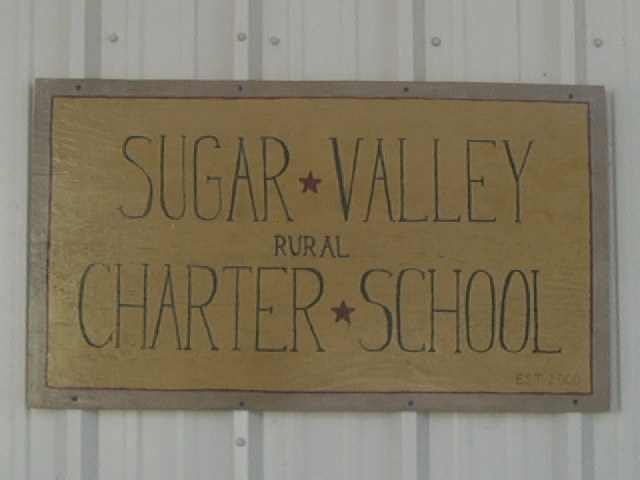 SUGAR★VALLEY
RURAL
CHARTER★SCHOOL
EST 2000